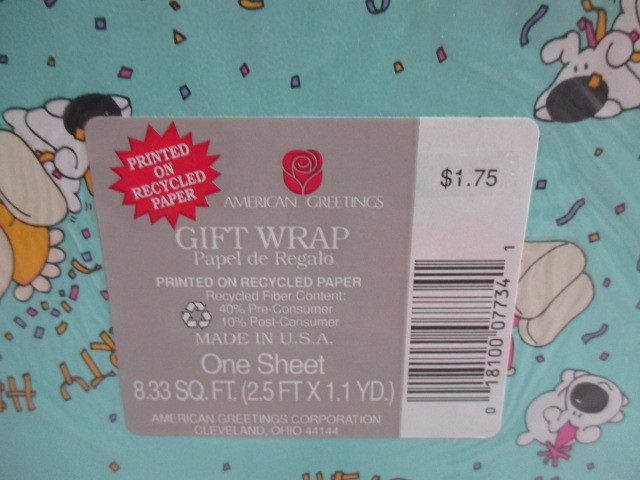 PRINTED
ON
RECYCLED
PAPER
AMERICAN GREETINGS
$1.75
GIFT WRAP
Papel de Regalo
PRINTED ON RECYCLED PAPER
Recycled Fiber Content:
40% Pre-Consumer
10% Post-Consumer
MADE IN U.S.A.
One Sheet
8.33 SQ. FT. (2.5 FT X 1.1 YD.)
AMERICAN GREETINGS CORPORATION
CLEVELAND, OHIO 44144
0 18100 07734 1